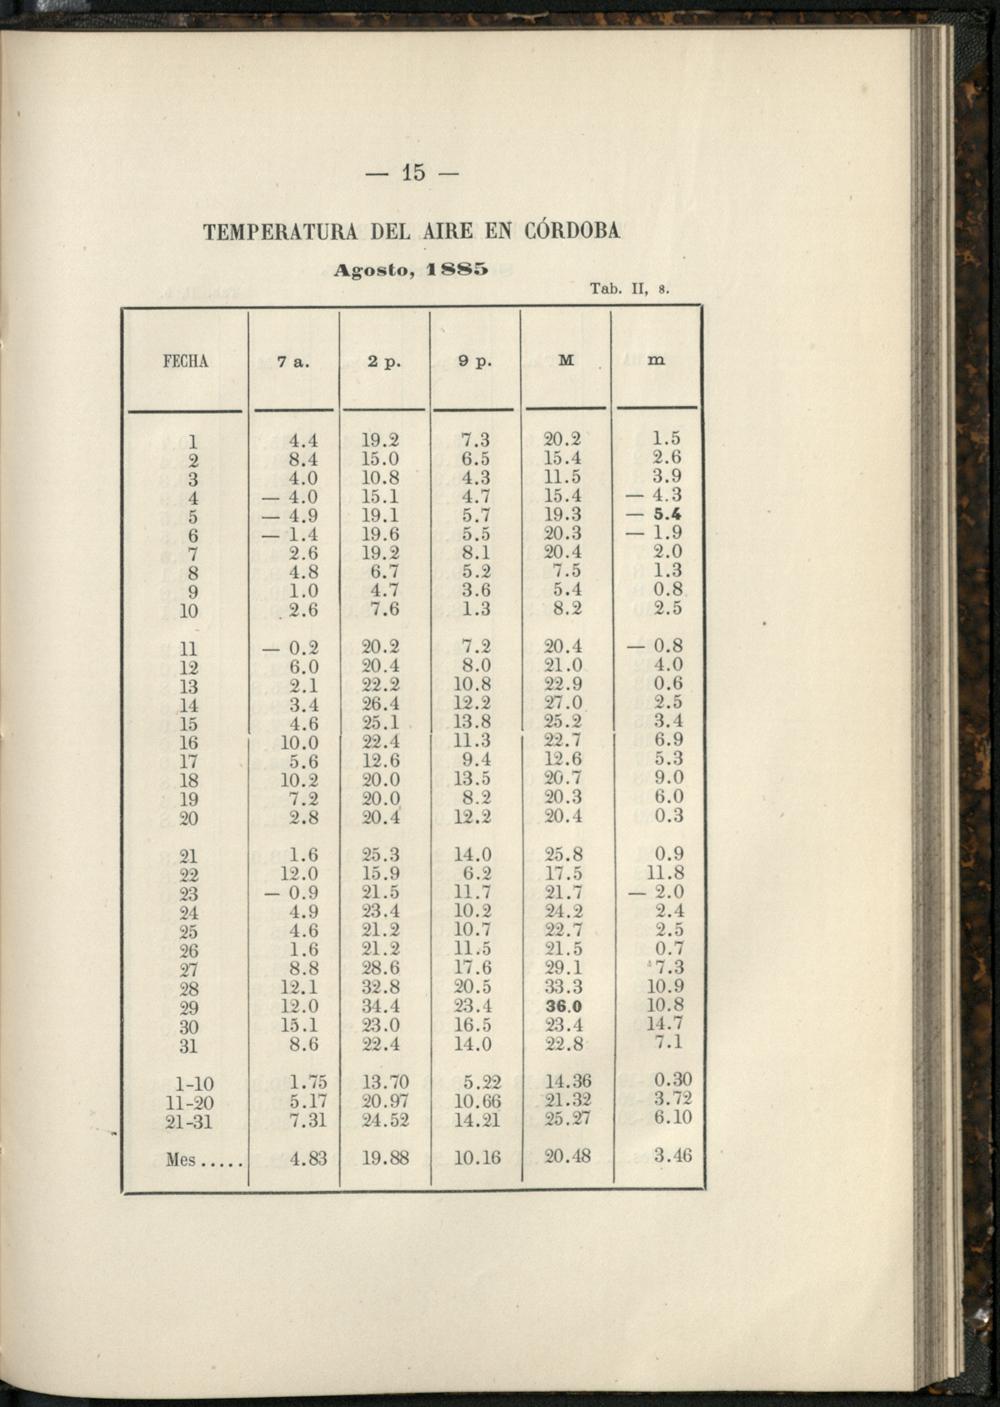 — 15 —
TEMPERATURA DEL AIRE EN CÓRDOBA
Agosto, 1885
Tab. II, 8.
FECHA 7 a. 2 p. 9 p. M m
1 4.4 19.2 7.3 20.2 1.5
2 8.4 15.0 6.5 15.4 2.6
3 4.0 10.8 4.3 11.5 3.9
4 — 4.0 15.1 4.7 15.4 — 4.3
5 — 4.9 19.1 5.7 19.3 — 5.4
6 — 1.4 19.6 5.5 20.3 — 1.9
7 2.6 19.2 8.1 20.4 2.0
8 4.8 6.7 5.2 7.5 1.3
9 1.0 4.7 3.6 5.4 0.8
10 2.6 7.6 1.3 8.2 2.5
11 — 0.2 20.2 7.2 20.4 — 0.8
12 6.0 20.4 8.0 21.0 4.0
13 2.1 22.2 10.8 22.9 0.6
14 3.4 26.4 12.2 27.0 2.5
15 4.6 25.1 13.8 25.2 3.4
16 10.0 22.4 11.3 22.7 6.9
17 5.6 12.6 9.4 12.6 5.3
18 10.2 20.0 13.5 20.7 9.0
19 7.2 20.0 8.2 20.3 6.0
20 2.8 20.4 12.2 20.4 0.3
21 1.6 25.3 14.0 25.8 0.9
22 12.0 15.9 6.2 17.5 11.8
23 — 0.9 21.5 11.7 21.7 — 2.0
24 4.9 23.4 10.2 24.2 2.4
25 4.6 21.2 10.7 22.7 2.5
26 1.6 21.2 11.5 21.5 0.7
27 8.8 28.6 17.6 29.1 7.3
28 12.1 32.8 20.5 33.3 10.9
29 12.0 34.4 23.4 36.0 10.8
30 15.1 23.0 16.5 23.4 14.7
31 8.6 22.4 14.0 22.8 7.1
1-10 1.75 13.70 5.22 14.36 0.30
11-20 5.17 20.97 10.66 21.32 3.72
21-31 7.31 24.52 14.21 25.27 6.10
Mes ..... 4.83 19.88 10.16 20.48 3.46